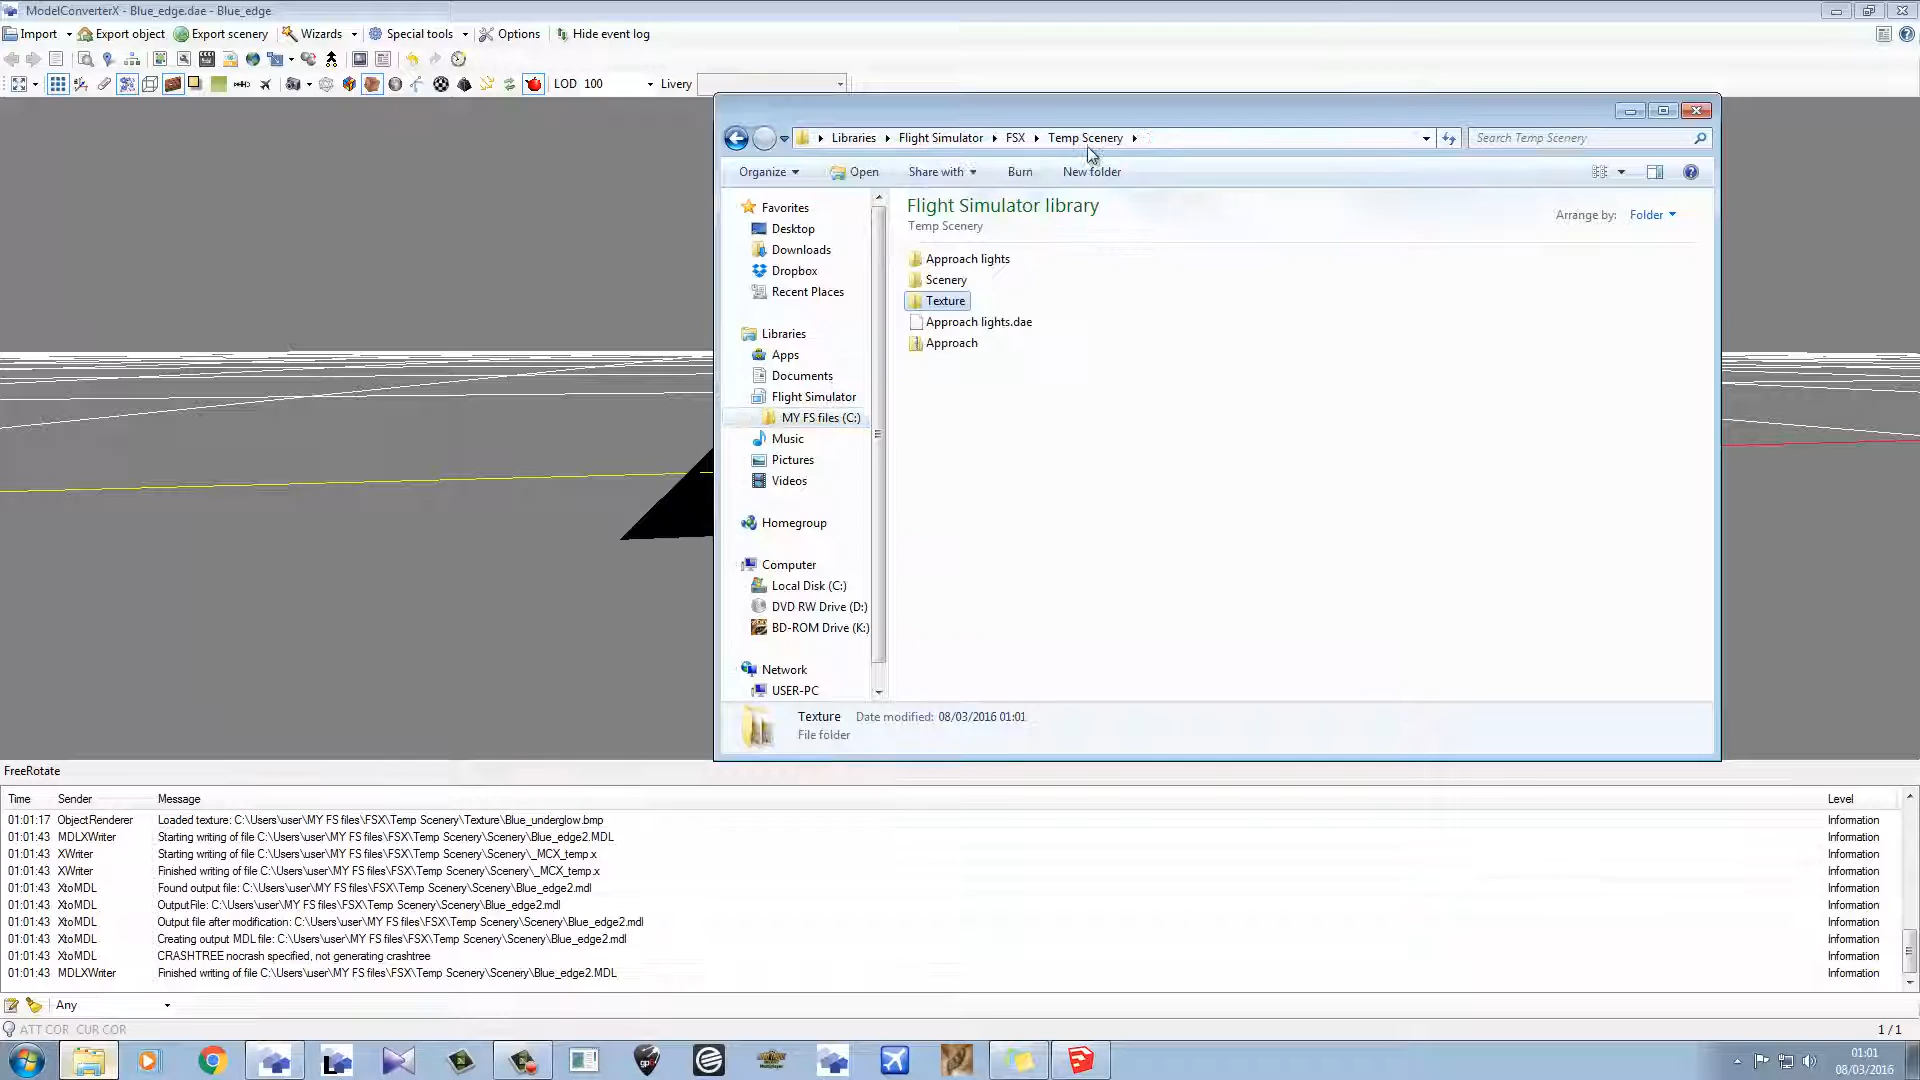 ModelConverterX - Blue_edge.dae - Blue_edge
Import Export object Export scenery Wizards Special tools Options Hide event log
LOD 100 Livery
Libraries Flight Simulator FSX Temp Scenery
Search Temp Scenery
Organize Open Share with Burn New folder
Favorites
Desktop
Downloads
Dropbox
Recent Places
Libraries
Apps
Documents
Flight Simulator
MY FS files (C:)
Music
Pictures
Videos
Homegroup
Computer
Local Disk (C:)
DVD RW Drive (D:)
BD-ROM Drive (K:)
Network
USER-PC
Flight Simulator library
Temp Scenery
Arrange by: Folder
Approach lights
Scenery
Texture
Approach lights.dae
Approach
Texture Date modified: 08/03/2016 01:01
File folder
FreeRotate
Time Sender Message Level
01:01:17 ObjectRenderer Loaded texture: C:\Users\user\MY FS files\FSX\Temp Scenery\Texture\Blue_underglow.bmp Information
01:01:43 MDLXWriter Starting writing of file C:\Users\user\MY FS files\FSX\Temp Scenery\Scenery\Blue_edge2.MDL Information
01:01:43 XWriter Starting writing of file C:\Users\user\MY FS files\FSX\Temp Scenery\Scenery\_MCX_temp.x Information
01:01:43 XWriter Finished writing of file C:\Users\user\MY FS files\FSX\Temp Scenery\Scenery\_MCX_temp.x Information
01:01:43 XtoMDL Found output file: C:\Users\user\MY FS files\FSX\Temp Scenery\Scenery\Blue_edge2.mdl Information
01:01:43 XtoMDL OutputFile: C:\Users\user\MY FS files\FSX\Temp Scenery\Scenery\Blue_edge2.mdl Information
01:01:43 XtoMDL Output file after modification: C:\Users\user\MY FS files\FSX\Temp Scenery\Scenery\Blue_edge2.mdl Information
01:01:43 XtoMDL Creating output MDL file: C:\Users\user\MY FS files\FSX\Temp Scenery\Scenery\Blue_edge2.mdl Information
01:01:43 XtoMDL CRASHTREE nocrash specified, not generating crashtree Information
01:01:43 MDLXWriter Finished writing of file C:\Users\user\MY FS files\FSX\Temp Scenery\Scenery\Blue_edge2.MDL Information
Any
ATT COR CUR COR 1 / 1
01:01
08/03/2016